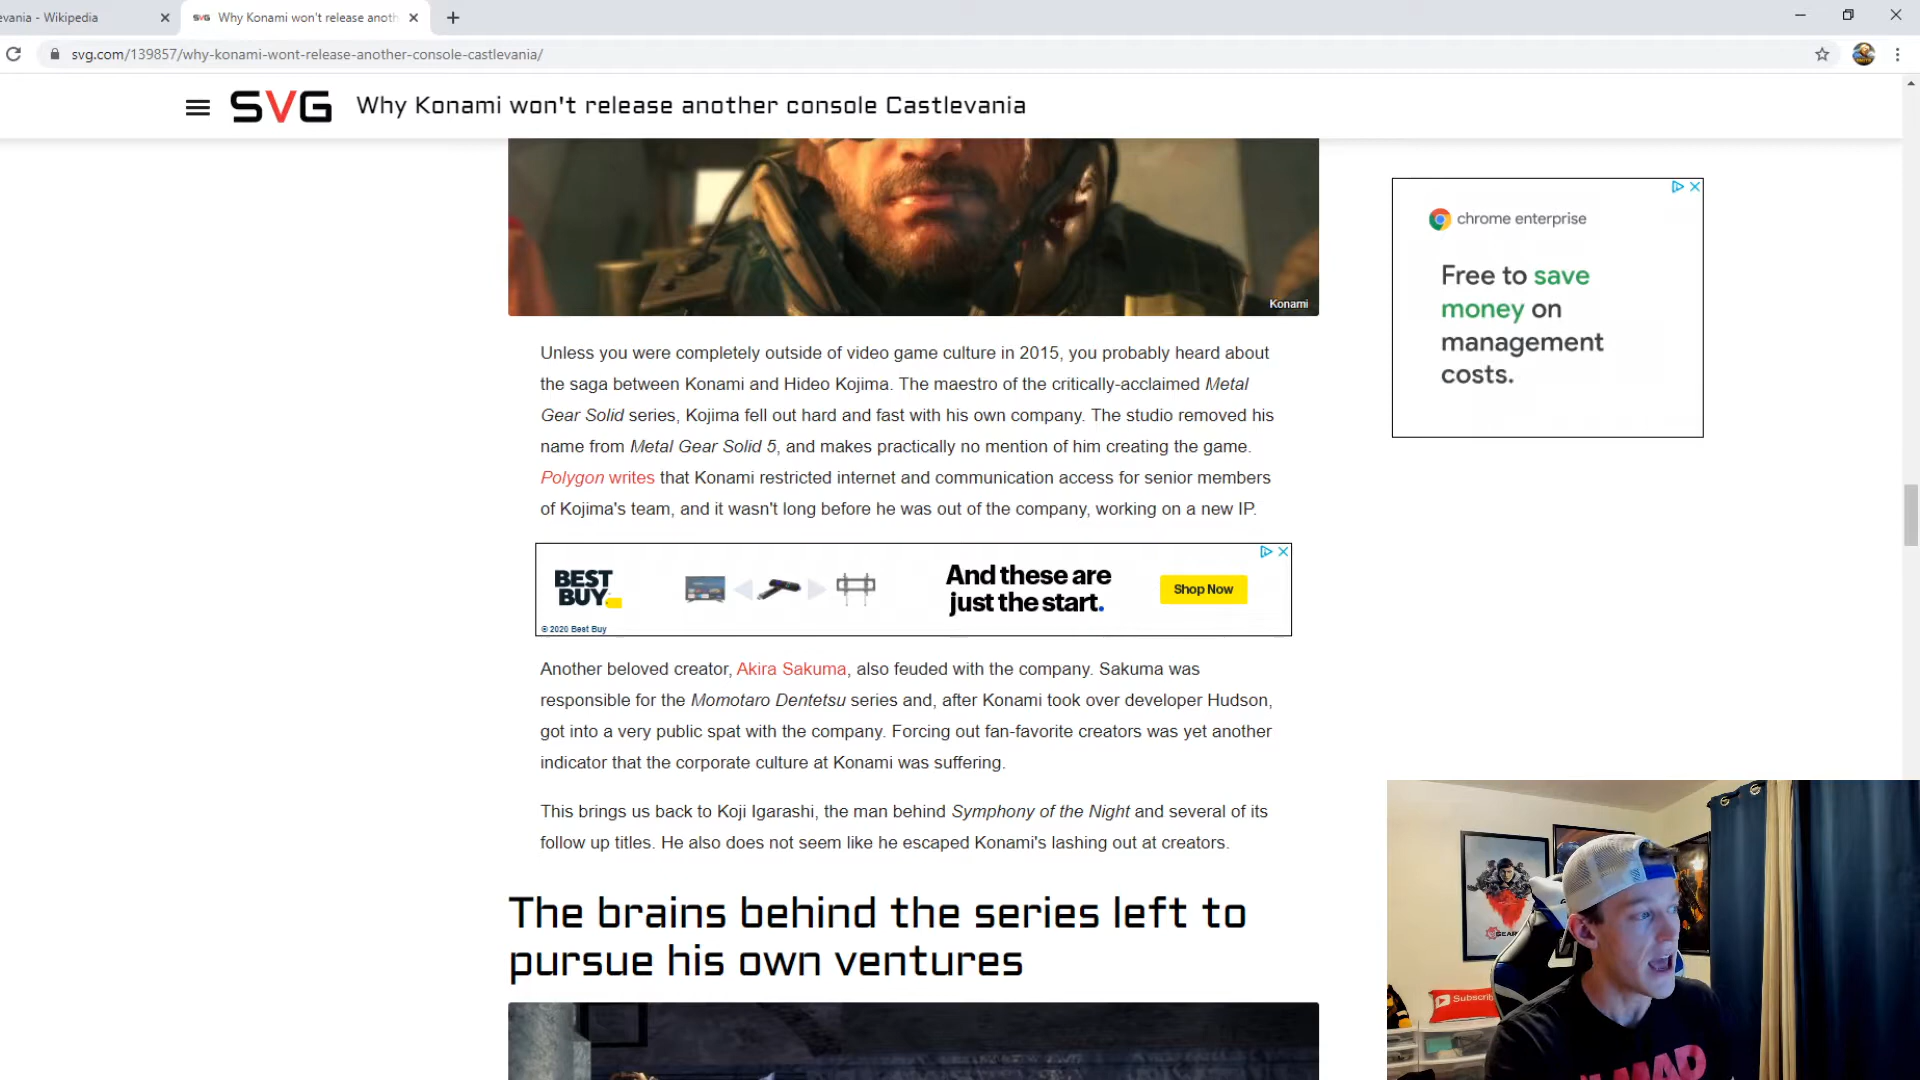 evania - Wikipedia
SVG Why Konami won't release anoth
svg.com/139857/why-konami-wont-release-another-console-castlevania/
SVG Why Konami won't release another console Castlevania
Konami
chrome enterprise
Free to save
money on
management
costs.
Unless you were completely outside of video game culture in 2015, you probably heard about
the saga between Konami and Hideo Kojima. The maestro of the critically-acclaimed Metal
Gear Solid series, Kojima fell out hard and fast with his own company. The studio removed his
name from Metal Gear Solid 5, and makes practically no mention of him creating the game.
Polygon writes that Konami restricted internet and communication access for senior members
of Kojima's team, and it wasn't long before he was out of the company, working on a new IP.
BEST
BUY
And these are
just the start.
Shop Now
© 2020 Best Buy
Another beloved creator, Akira Sakuma, also feuded with the company. Sakuma was
responsible for the Momotaro Dentetsu series and, after Konami took over developer Hudson,
got into a very public spat with the company. Forcing out fan-favorite creators was yet another
indicator that the corporate culture at Konami was suffering.
This brings us back to Koji Igarashi, the man behind Symphony of the Night and several of its
follow up titles. He also does not seem like he escaped Konami's lashing out at creators.
The brains behind the series left to
pursue his own ventures
GEAR
Subscrib
MAD